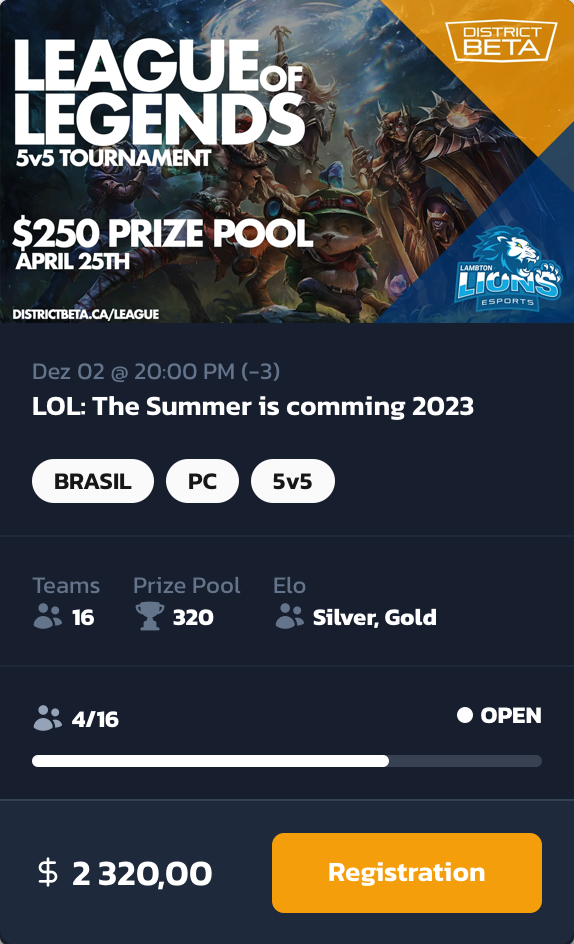 DISTRICT
BETA
LEAGUE OF
LEGENDS
5v5 TOURNAMENT
$250 PRIZE POOL
APRIL 25TH
LAMBTON
LIONS
ESPORTS
DISTRICTBETA.CA/LEAGUE
Dez 02 @ 20:00 PM (-3)
LOL: The Summer is comming 2023
BRASIL PC 5v5
Teams Prize Pool Elo
16 320 Silver, Gold
4/16 OPEN
$ 2 320,00 Registration